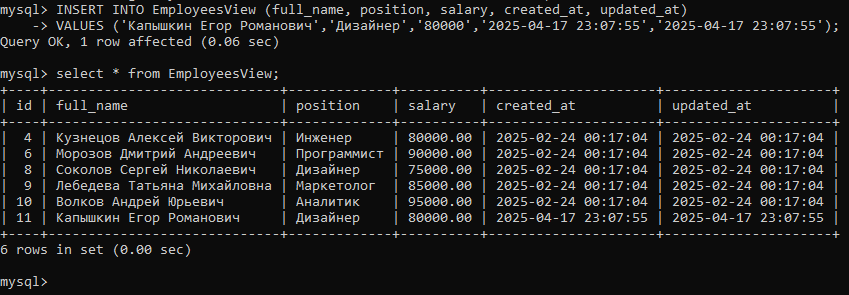 mysql> INSERT INTO EmployeesView (full_name, position, salary, created_at, updated_at)
    -> VALUES ('Капышкин Егор Романович','Дизайнер','80000','2025-04-17 23:07:55','2025-04-17 23:07:55');
Query OK, 1 row affected (0.06 sec)

mysql> select * from EmployeesView;
+----+-----------------------------+-------------+----------+---------------------+---------------------+
| id | full_name                   | position    | salary   | created_at          | updated_at          |
+----+-----------------------------+-------------+----------+---------------------+---------------------+
|  4 | Кузнецов Алексей Викторович | Инженер     | 80000.00 | 2025-02-24 00:17:04 | 2025-02-24 00:17:04 |
|  6 | Морозов Дмитрий Андреевич   | Программист | 90000.00 | 2025-02-24 00:17:04 | 2025-02-24 00:17:04 |
|  8 | Соколов Сергей Николаевич   | Дизайнер    | 75000.00 | 2025-02-24 00:17:04 | 2025-02-24 00:17:04 |
|  9 | Лебедева Татьяна Михайловна | Маркетолог  | 85000.00 | 2025-02-24 00:17:04 | 2025-02-24 00:17:04 |
| 10 | Волков Андрей Юрьевич       | Аналитик    | 95000.00 | 2025-02-24 00:17:04 | 2025-02-24 00:17:04 |
| 11 | Капышкин Егор Романович     | Дизайнер    | 80000.00 | 2025-04-17 23:07:55 | 2025-04-17 23:07:55 |
+----+-----------------------------+-------------+----------+---------------------+---------------------+
6 rows in set (0.00 sec)

mysql>